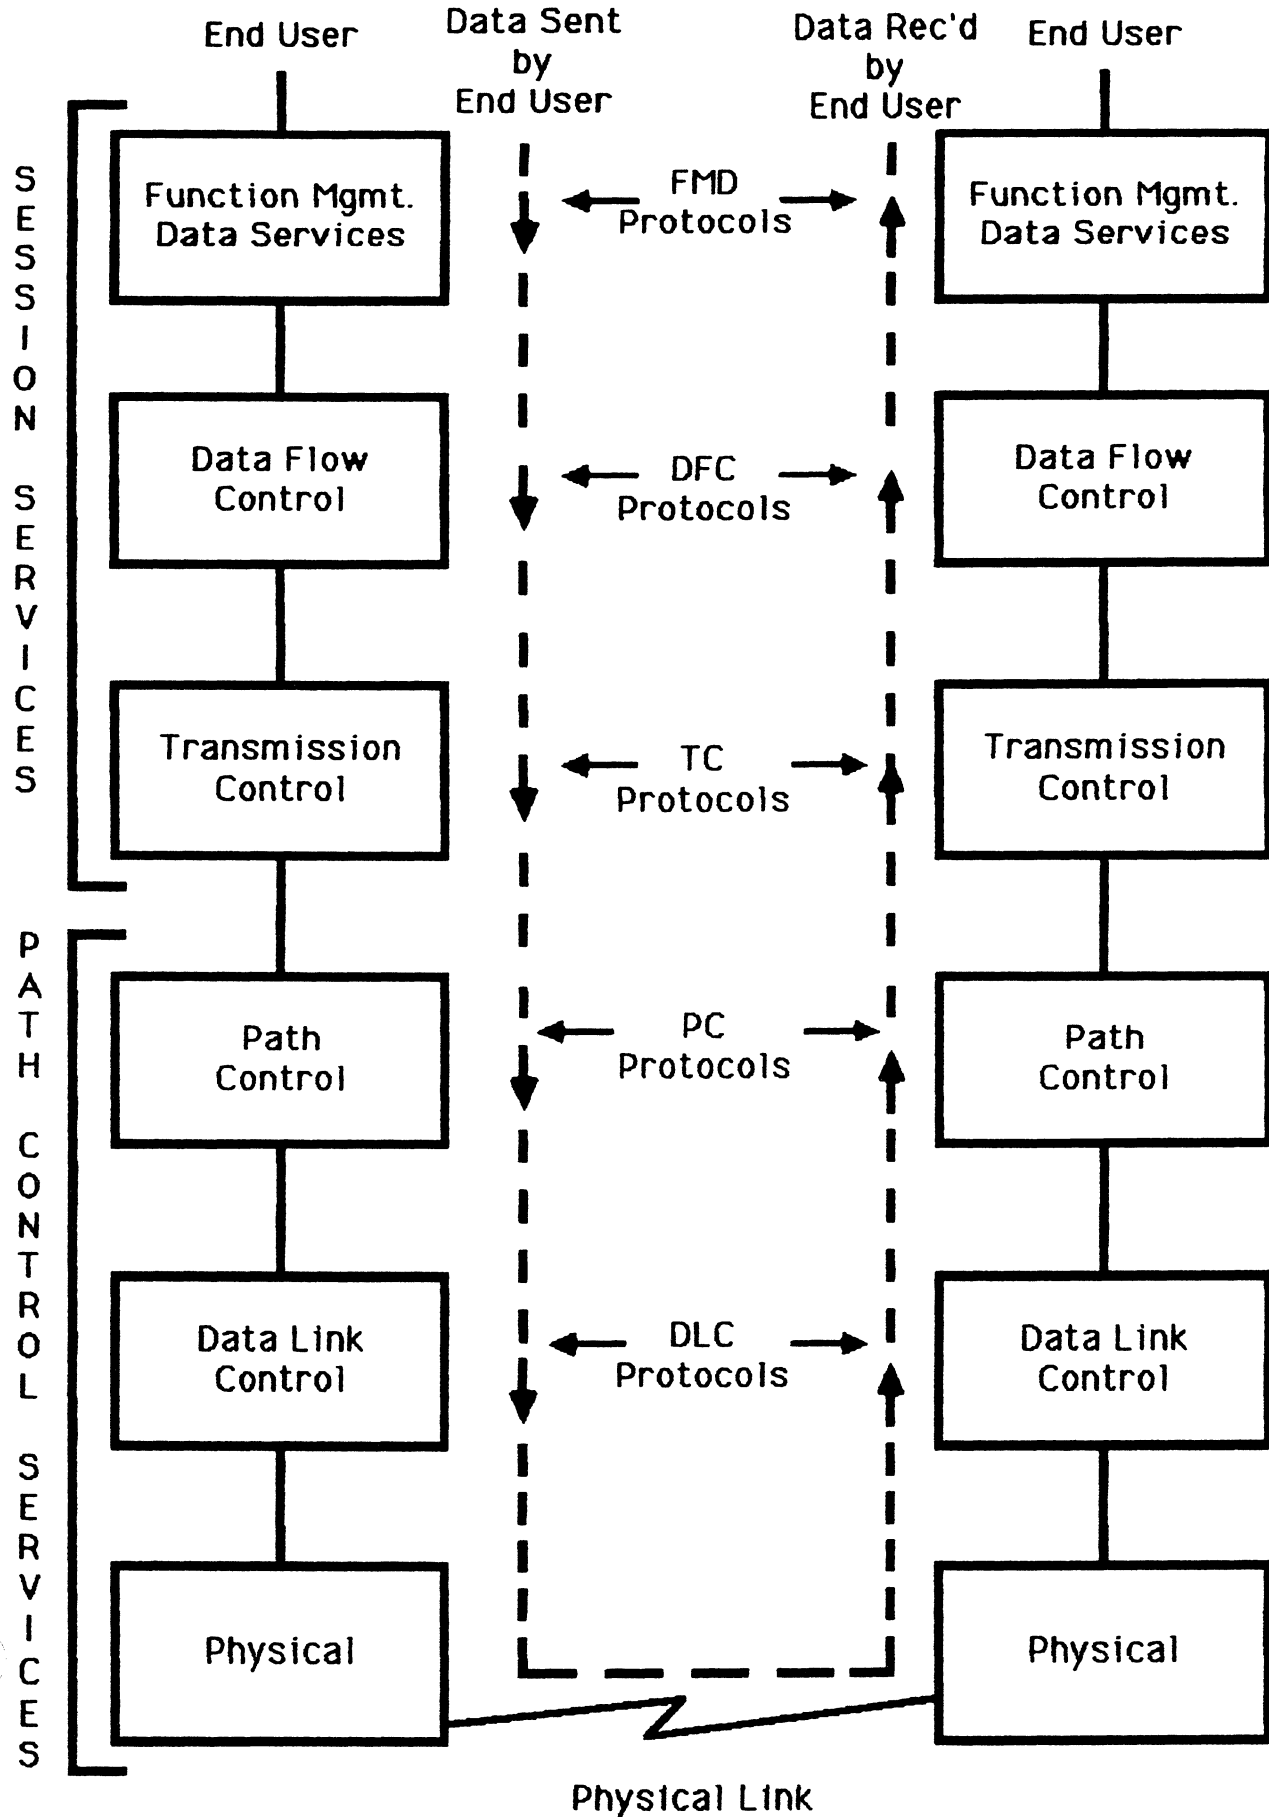 End User
Data Sent
by
End User
Data Rec'd
by
End User
End User
SESSION SERVICES
Function Mgmt.
Data Services
FMD
Protocols
Function Mgmt.
Data Services
Data Flow
Control
DFC
Protocols
Data Flow
Control
Transmission
Control
TC
Protocols
Transmission
Control
PATH CONTROL SERVICES
Path
Control
PC
Protocols
Path
Control
Data Link
Control
DLC
Protocols
Data Link
Control
Physical
Physical
Physical Link